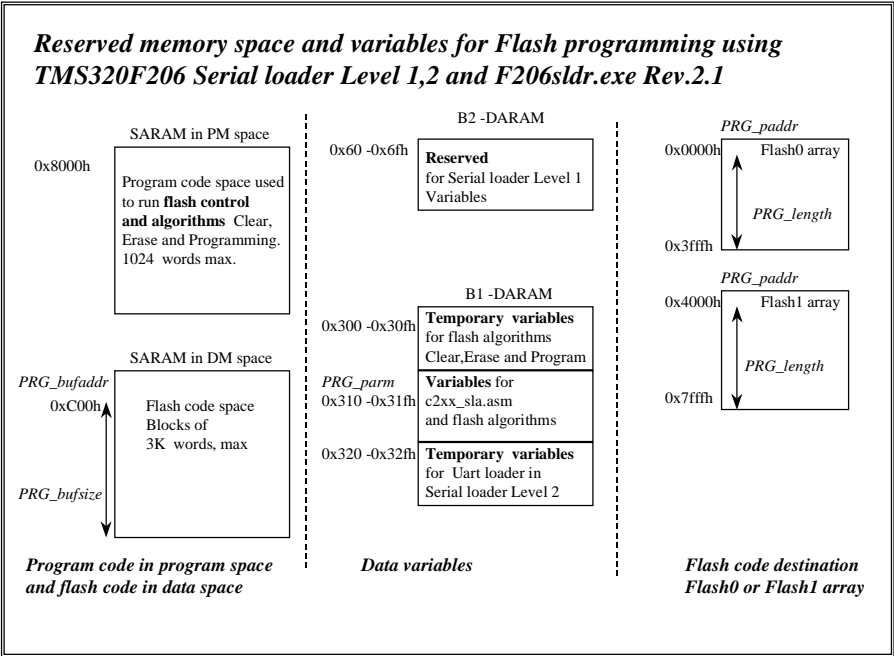 Reserved memory space and variables for Flash programming using
TMS320F206 Serial loader Level 1,2 and F206sldr.exe Rev.2.1
SARAM in PM space
0x8000h
Program code space used
to run flash control
and algorithms Clear,
Erase and Programming.
1024 words max.
SARAM in DM space
PRG_bufaddr
0xC00h
Flash code space
Blocks of
3K words, max
PRG_bufsize
Program code in program space
and flash code in data space
B2 -DARAM
0x60 -0x6fh
Reserved
for Serial loader Level 1
Variables
B1 -DARAM
0x300 -0x30fh
Temporary variables
for flash algorithms
Clear,Erase and Program
PRG_parm
0x310 -0x31fh
Variables for
c2xx_sla.asm
and flash algorithms
0x320 -0x32fh
Temporary variables
for Uart loader in
Serial loader Level 2
Data variables
PRG_paddr
0x0000h
Flash0 array
PRG_length
0x3fffh
PRG_paddr
0x4000h
Flash1 array
PRG_length
0x7fffh
Flash code destination
Flash0 or Flash1 array